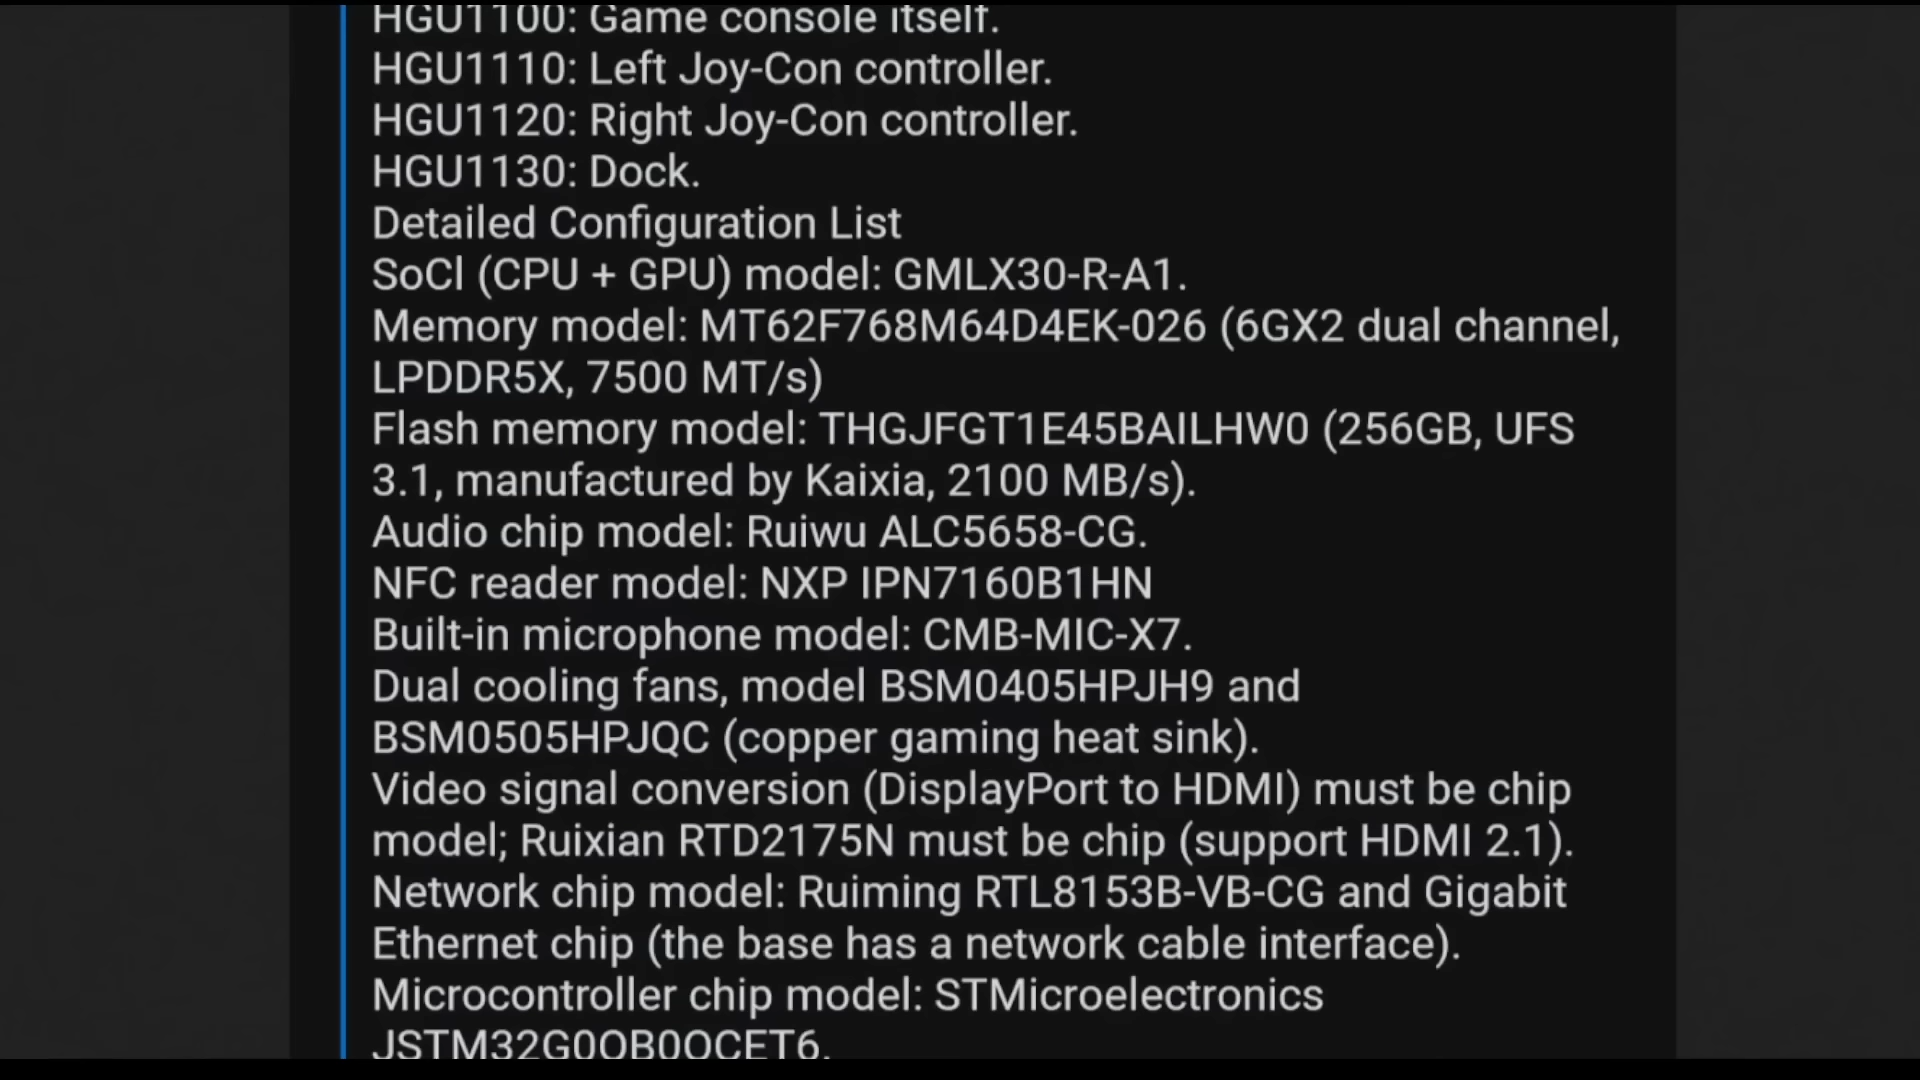 HGU1100: Game console itself.
HGU1110: Left Joy-Con controller.
HGU1120: Right Joy-Con controller.
HGU1130: Dock.
Detailed Configuration List
SoCl (CPU + GPU) model: GMLX30-R-A1.
Memory model: MT62F768M64D4EK-026 (6GX2 dual channel,
LPDDR5X, 7500 MT/s)
Flash memory model: THGJFGT1E45BAILHW0 (256GB, UFS
3.1, manufactured by Kaixia, 2100 MB/s).
Audio chip model: Ruiwu ALC5658-CG.
NFC reader model: NXP IPN7160B1HN
Built-in microphone model: CMB-MIC-X7.
Dual cooling fans, model BSM0405HPJH9 and
BSM0505HPJQC (copper gaming heat sink).
Video signal conversion (DisplayPort to HDMI) must be chip
model; Ruixian RTD2175N must be chip (support HDMI 2.1).
Network chip model: Ruiming RTL8153B-VB-CG and Gigabit
Ethernet chip (the base has a network cable interface).
Microcontroller chip model: STMicroelectronics
JSTM32G0OB0OCET6.